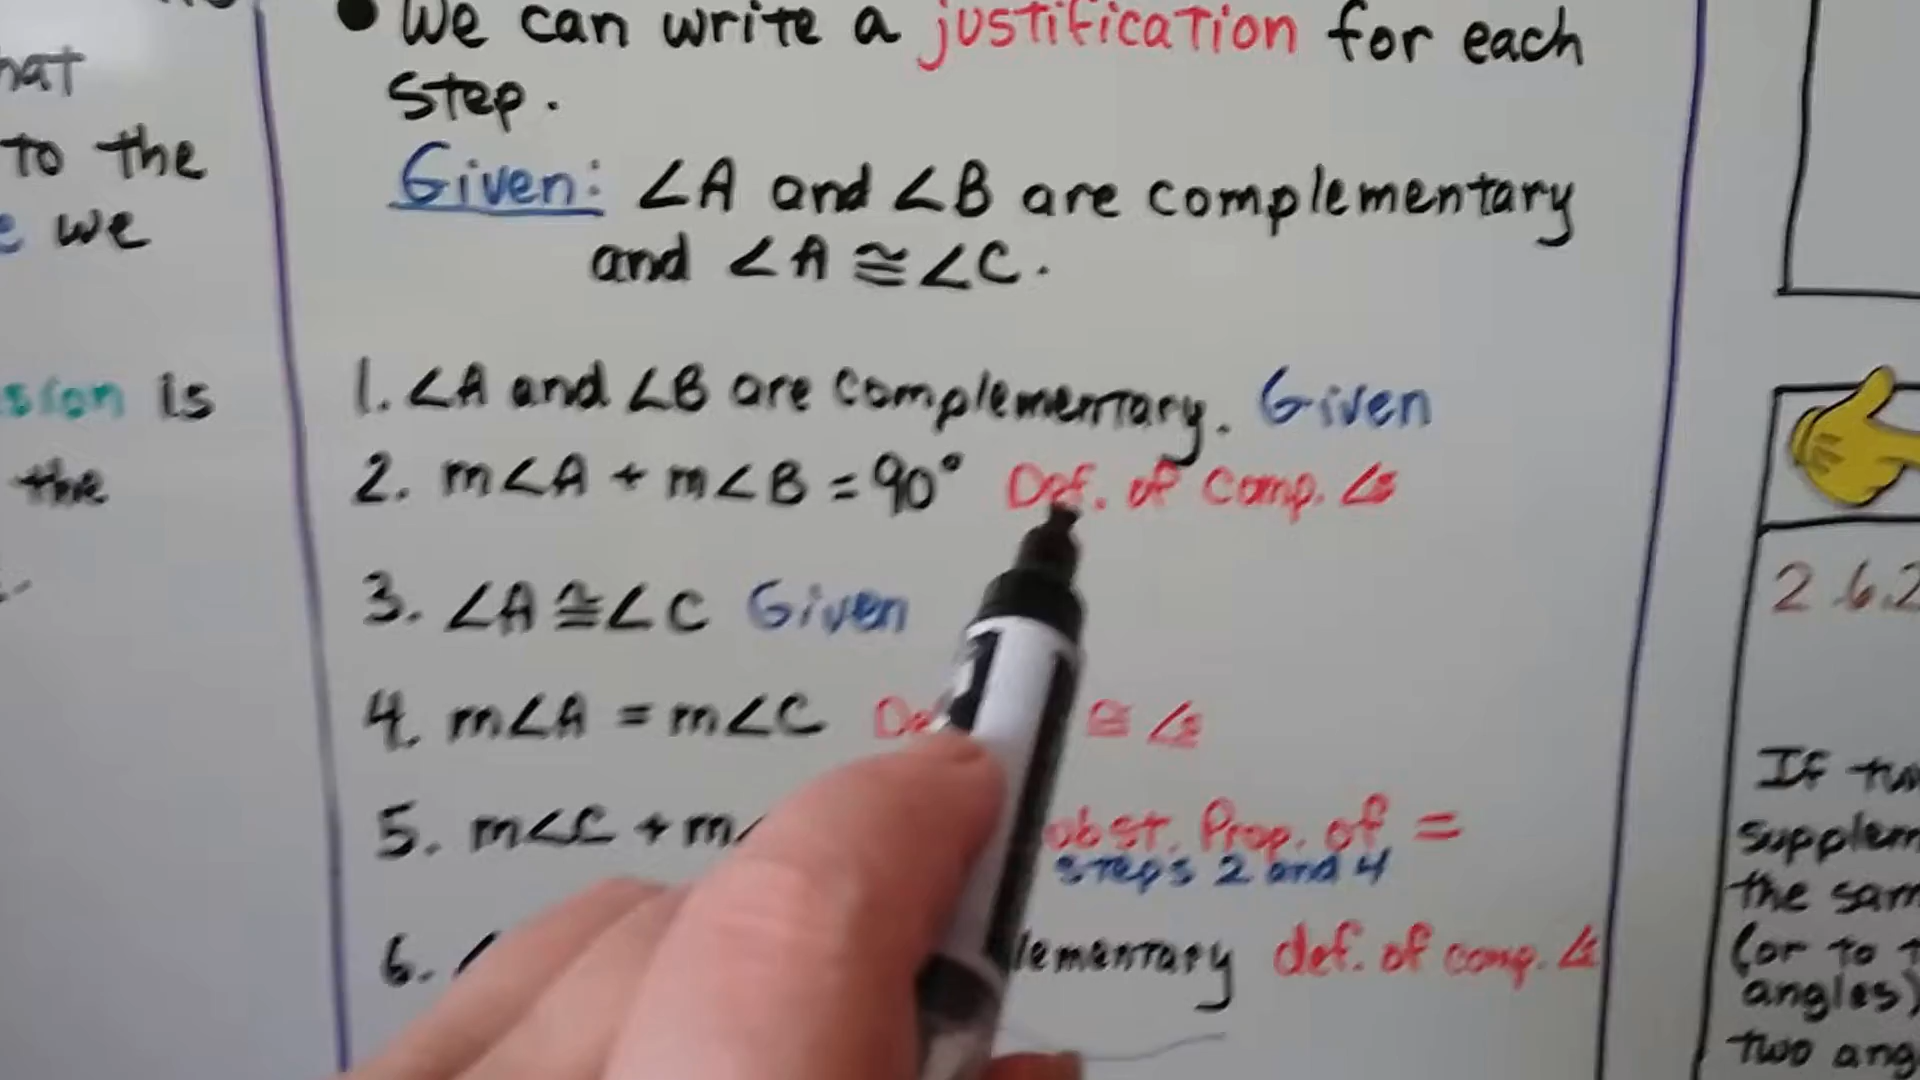 hat
to the
we
sion is
the
• We can write a justification for each
step.
Given: ∠A and ∠B are complementary
and ∠A ≅ ∠C.
1. ∠A and ∠B are complementary. Given
2. m∠A + m∠B = 90° Def. of Comp. ∠s
3. ∠A ≅ ∠C Given
4. m∠A = m∠C ≅ ∠s
5. m∠C + m Prop. of =
steps 2 and 4
6. ∠ lementary def. of comp. ∠s
2.6.2
If
supplem
the sam
(or to
angles)
two ang